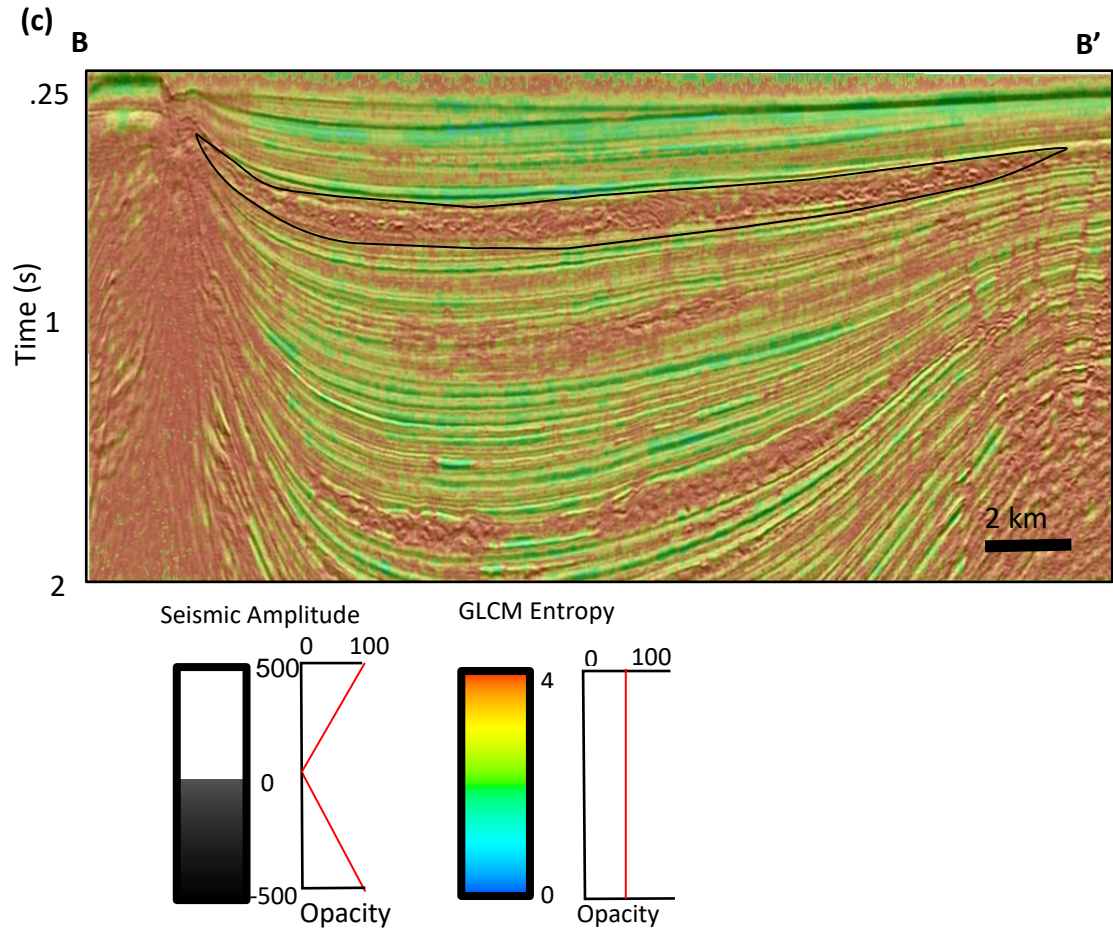 (c)
B B’
.25
Time (s)
1
2 km
2
Seismic Amplitude
0 100
500
0
-500
Opacity
GLCM Entropy
0 100
4
0
Opacity